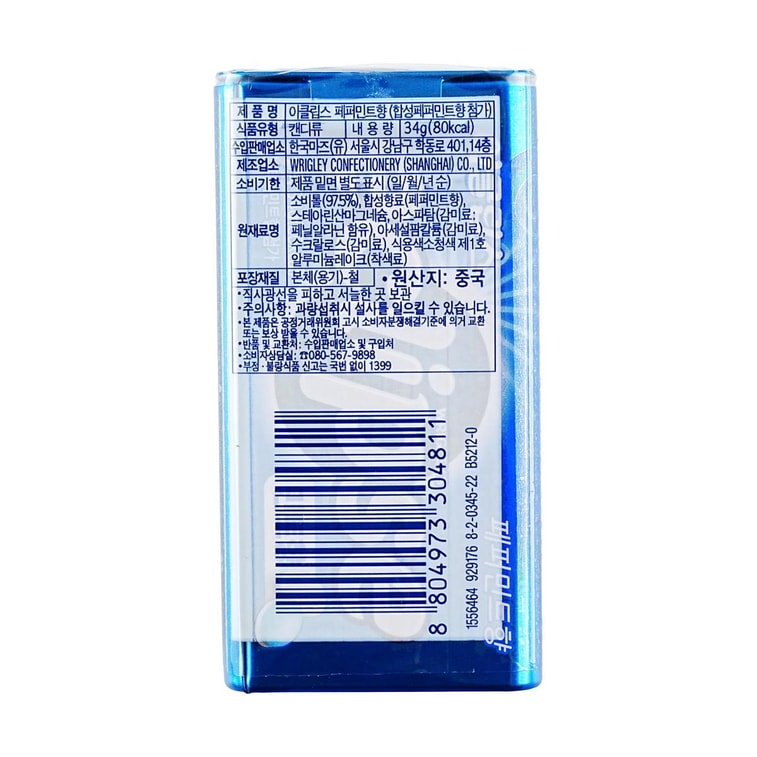 제품명 이클립스 페퍼민트향 (합성페퍼민트향 첨가)
식품유형 캔디류 내용량 34g(80kcal)
수입판매업소 한국마즈(유) 서울시 강남구 학동로 401,14층
제조업소 WRIGLEY CONFECTIONERY (SHANGHAI) CO., LTD
소비기한 제품 밑면 별도표시 (일/월/년 순)
원재료명 소비톨(97.5%), 합성향료(페퍼민트향),
스테아린산마그네슘, 아스파탐(감미료:
페닐알라닌 함유), 아세설팜칼륨(감미료),
수크랄로스(감미료), 식용색소청색 제1호
알루미늄레이크(착색료)
포장재질 본체(용기)-철 •원산지: 중국
•직사광선을 피하고 서늘한 곳 보관
•주의사항: 과량섭취시 설사를 일으킬 수 있습니다.
•본 제품은 공정거래위원회 고시 소비자분쟁해결기준에 의거 교환
또는 보상 받을 수 있습니다.
•반품 및 교환처: 수입판매업소 및 구입처
•소비자상담실: ☎080-567-9898
•부정·불량식품 신고는 국번 없이 1399
8 804973 304811
1556464 929176 8-2-0345-22 B5212-0
페퍼민트향